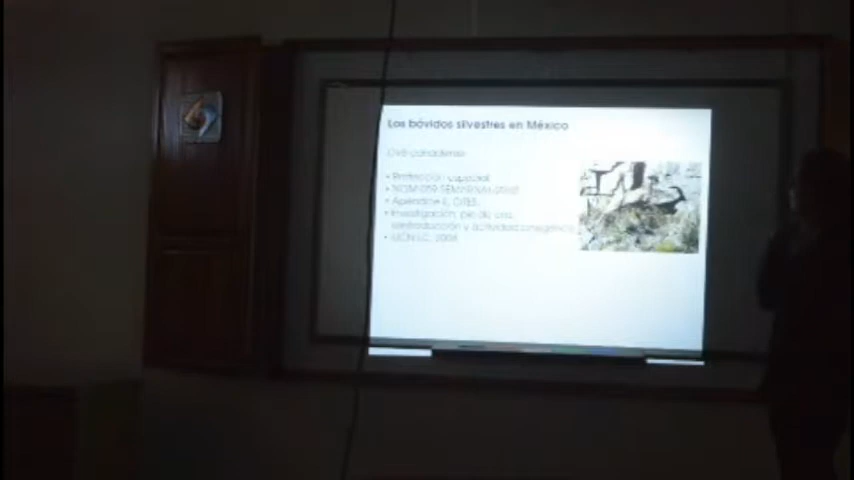 Los bóvidos silvestres en México
Ovis canadensis
• Protección especial
• NOM 059 SEMARNAT
• Apéndice II, CITES.
• Investigación, pie de cría,
reintroducción y actividad cinegética
• UICN LC, 2008